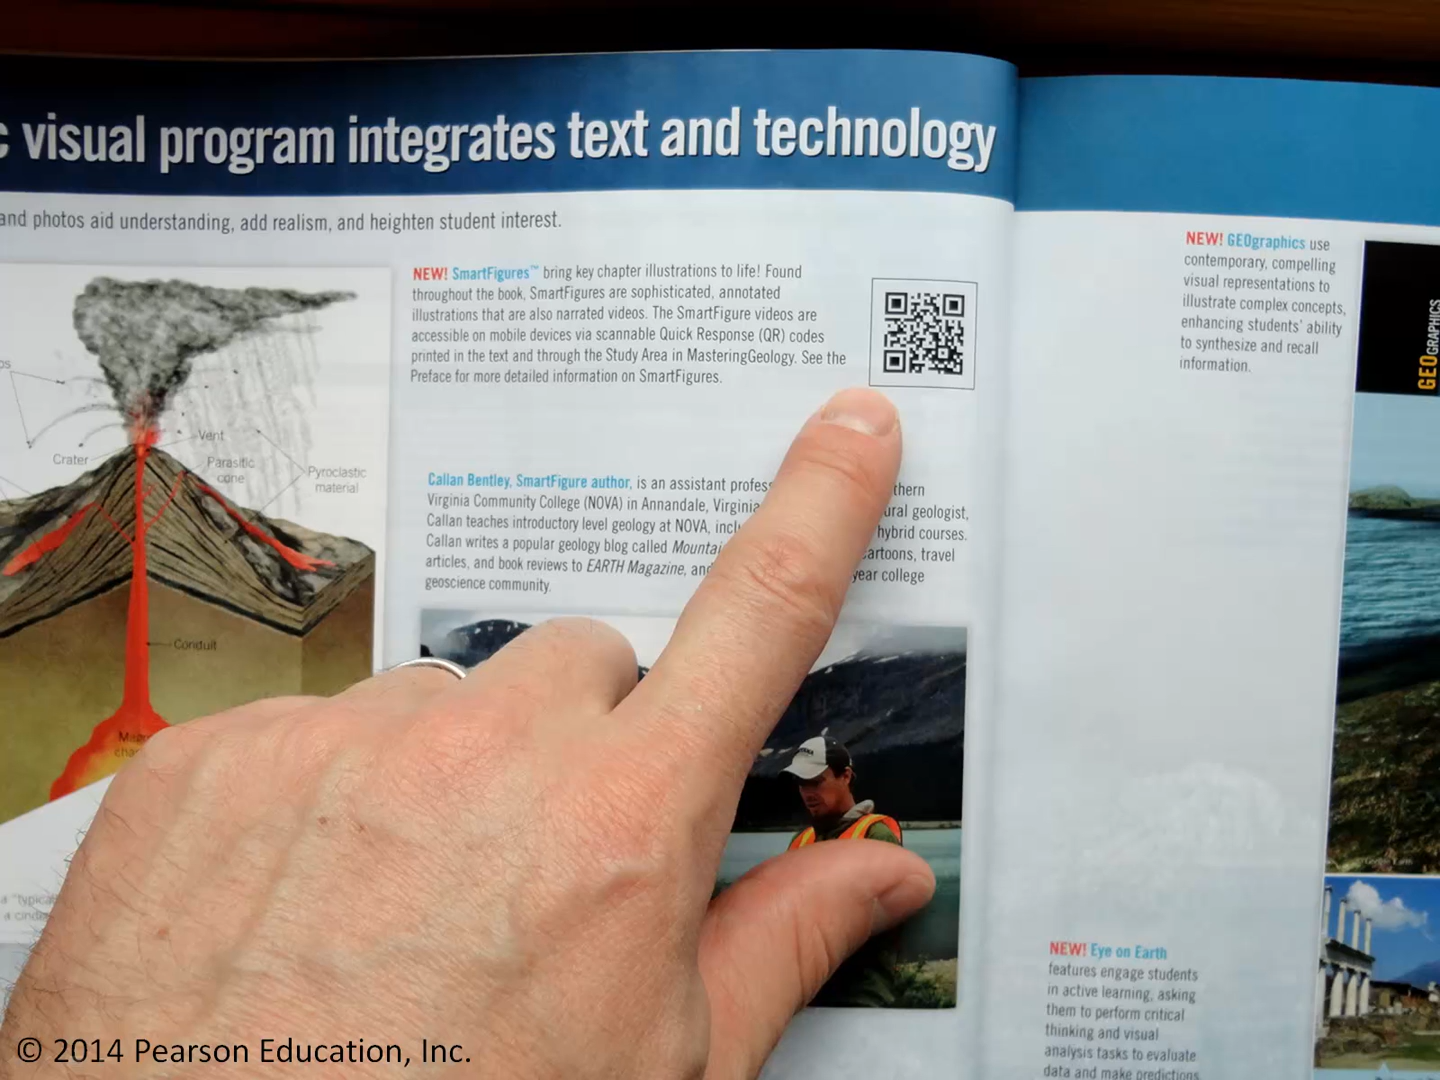 visual program integrates text and technology
and photos aid understanding, add realism, and heighten student interest.
NEW! SmartFigures™ bring key chapter illustrations to life! Found
throughout the book, SmartFigures are sophisticated, annotated
illustrations that are also narrated videos. The SmartFigure videos are
accessible on mobile devices via scannable Quick Response (QR) codes
printed in the text and through the Study Area in MasteringGeology. See the
Preface for more detailed information on SmartFigures.
Crater
Vent
Parasitic
cone
Pyroclastic
material
Conduit
Callan Bentley, SmartFigure author, is an assistant
Virginia Community College (NOVA) in Annandale, Virginia
geologist,
Callan teaches introductory level geology at NOVA,
hybrid courses.
Callan writes a popular geology blog called
travel
articles, and book reviews to EARTH Magazine,
year college
geoscience community.
NEW! GEOgraphics use
contemporary, compelling
visual representations to
illustrate complex concepts,
enhancing students' ability
to synthesize and recall
information.
GEOGRAPHICS
NEW! Eye on Earth
features engage students
in active learning, asking
them to perform critical
thinking and visual
analysis tasks to evaluate
data and make predictions
© 2014 Pearson Education, Inc.